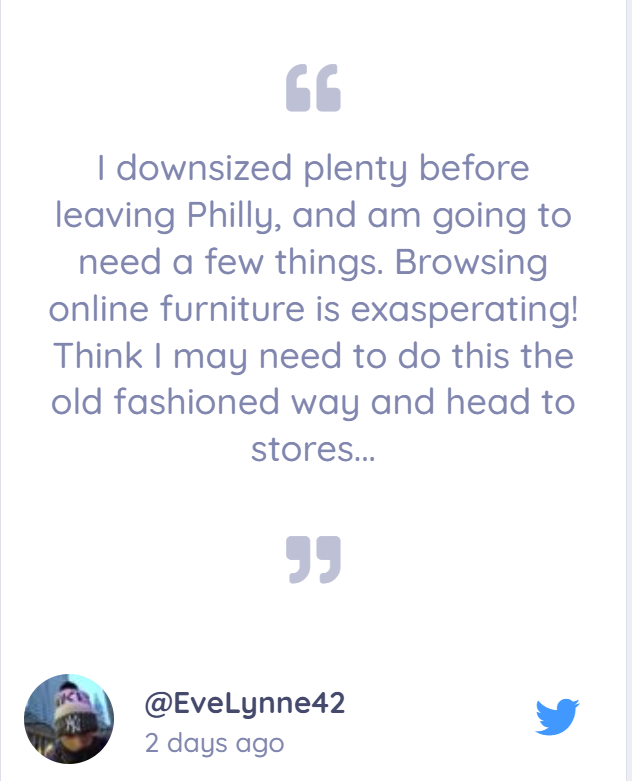 “
I downsized plenty before
leaving Philly, and am going to
need a few things. Browsing
online furniture is exasperating!
Think I may need to do this the
old fashioned way and head to
stores...
”
@EveLynne42
2 days ago